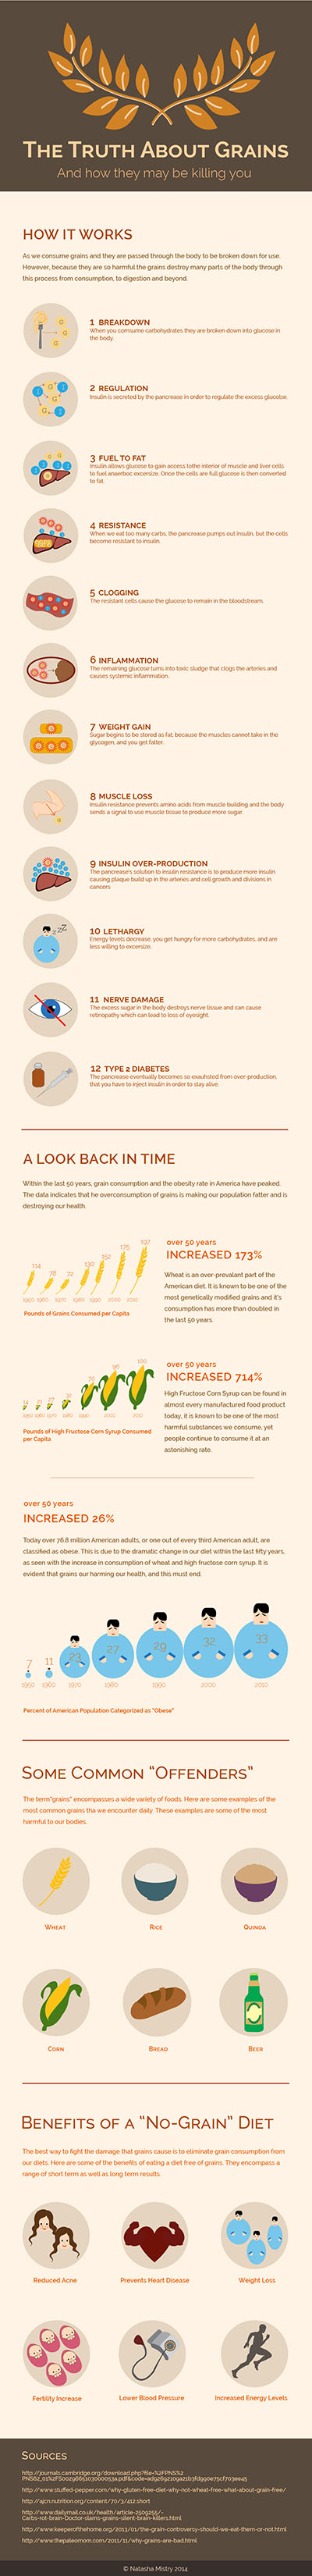 THE TRUTH ABOUT GRAINS
And how they may be killing you
HOW IT WORKS
As we consume grains and they are passed through the body to be broken down for use.
However, because they are so harmful the grains destroy many parts of the body through
this process from consumption, to digestion and beyond.
1 BREAKDOWN
When you comsume carbohydrates they are broken down into glucose in
the body.
2 REGULATION
Insulin is secreted by the pancrease in order to regulate the excess glucolse.
3 FUEL TO FAT
Insulin allows glucose to gain access tothe interior of muscle and liver cells
to fuel anaerboc excersize. Once the cells are full glucose is then converted
to fat.
4 RESISTANCE
When we eat too many carbs, the pancrease pumps out insulin, but the cells
become resistant to insulin.
5 CLOGGING
The resistant cells cause the glucose to remain in the bloodstream.
6 INFLAMMATION
The remaining glucose turns into toxic sludge that clogs the arteries and
causes systemic inflammation.
7 WEIGHT GAIN
Sugar begins to be stored as fat, because the muscles cannot take in the
glycogen, and you get fatter.
8 MUSCLE LOSS
Insulin resistance prevents amino acids from muscle building and the body
sends a signal to use muscle tissue to produce more sugar.
9 INSULIN OVER-PRODUCTION
The pancrease's solution to insulin resistance is to produce more insulin
causing plaque build up in the arteries and cell growth and divisions in
cancers.
10 LETHARGY
Energy levels decrease, you get hungry for more carbohydrates, and are
less willing to excersize.
11 NERVE DAMAGE
The excess sugar in the body destroys nerve tissue and can cause
retinopathy which can lead to loss of eyesight.
12 TYPE 2 DIABETES
The pancrease eventually becomes so exauhsted from over-production,
that you have to inject insulin in order to stay alive.
A LOOK BACK IN TIME
Within the last 50 years, grain consumption and the obesity rate in America have peaked.
The data indicates that he overconsumption of grains is making our population fatter and is
destroying our health.
114 78 72 130 152 175 197
1950 1960 1970 1980 1990 2000 2010
Pounds of Grains Consumed per Capita
over 50 years
INCREASED 173%
Wheat is an over-prevalant part of the
American diet. It is known to be one of the
most genetically modified grains and it's
consumption has more than doubled in
the last 50 years.
14 21 27 32 70 96 100
1950 1960 1970 1980 1990 2000 2010
Pounds of High Fructose Corn Syrup Consumed
per Capita
over 50 years
INCREASED 714%
High Fructose Corn Syrup can be found in
almost every manufactured food product
today, it is known to be one of the most
harmful substances we consume, yet
people continue to consume it at an
astonishing rate.
over 50 years
INCREASED 26%
Today over 76.8 million American adults, or one out of every third American adult, are
classified as obese. This is due to the dramatic change in our diet within the last fifty years,
as seen with the increase in consumption of wheat and high fructose corn syrup. It is
evident that grains our harming our health, and this must end.
7 11 23 27 29 32 33
1950 1960 1970 1980 1990 2000 2010
Percent of American Population Categorized as "Obese"
SOME COMMON "OFFENDERS"
The term"grains" encompasses a wide variety of foods. Here are some examples of the
most common grains tha we encounter daily. These examples are some of the most
harmful to our bodies.
WHEAT RICE QUINOA
CORN BREAD BEER
BENEFITS OF A "NO-GRAIN" DIET
The best way to fight the damage that grains cause is to eliminate grain consumption from
our diets. Here are some of the benefits of eating a diet free of grains. They encompass a
range of short term as well as long term results.
Reduced Acne Prevents Heart Disease Weight Loss
Fertility Increase Lower Blood Pressure Increased Energy Levels
SOURCES
http://www.stuffed-pepper.com/why-gluten-free-diet-why-not-wheat-free-what-about-grain-free/
http://ajcn.nutrition.org/content/70/3/412.short
http://www.dailymail.co.uk/health/article-2509255/-
Carbs-rot-brain-Doctor-slams-grains-silent-brain-killers.html
http://www.keeperofthehome.org/2013/01/the-grain-controversy-should-we-eat-them-or-not.html
http://www.thepaleomom.com/2011/11/why-grains-are-bad.html
© Natasha Mistry 2014